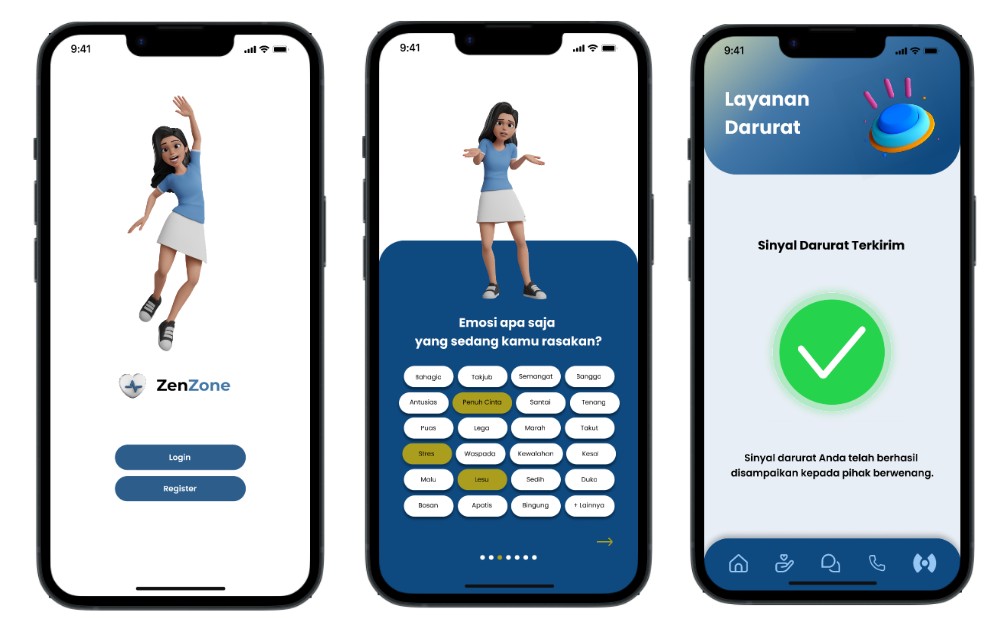 9:41
ZenZone
Login
Register
9:41
Emosi apa saja
yang sedang kamu rasakan?
Bahagia Takjub Semangat Bangga
Antusias Penuh Cinta Santai Tenang
Puas Lega Marah Takut
Stres Waspada Kewalahan Kesal
Malu Lesu Sedih Duka
Bosan Apatis Bingung + Lainnya
9:41
Layanan
Darurat
Sinyal Darurat Terkirim
Sinyal darurat Anda telah berhasil
disampaikan kepada pihak berwenang.